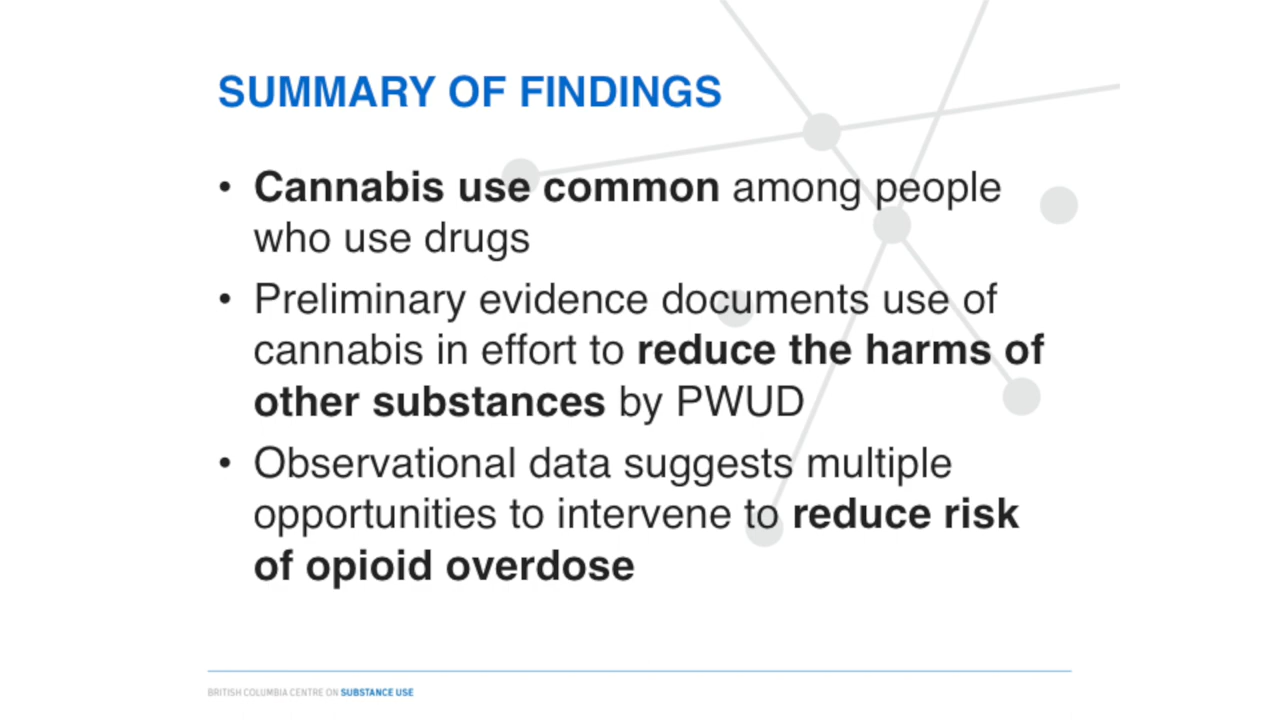 SUMMARY OF FINDINGS
• Cannabis use common among people
who use drugs
• Preliminary evidence documents use of
cannabis in effort to reduce the harms of
other substances by PWUD
• Observational data suggests multiple
opportunities to intervene to reduce risk
of opioid overdose
BRITISH COLUMBIA CENTRE ON SUBSTANCE USE